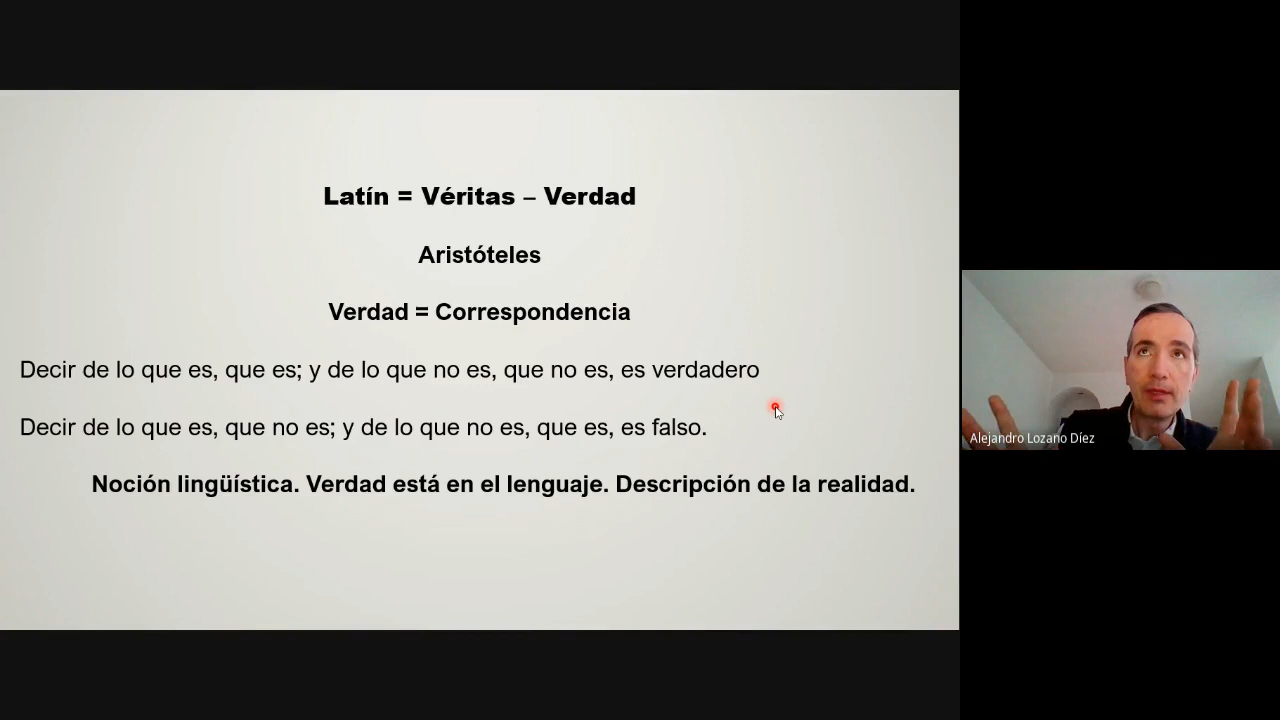 Latín = Véritas – Verdad
Aristóteles
Verdad = Correspondencia
Decir de lo que es, que es; y de lo que no es, que no es, es verdadero
Decir de lo que es, que no es; y de lo que no es, que es, es falso.
Noción lingüística. Verdad está en el lenguaje. Descripción de la realidad.
Alejandro Lozano Díez